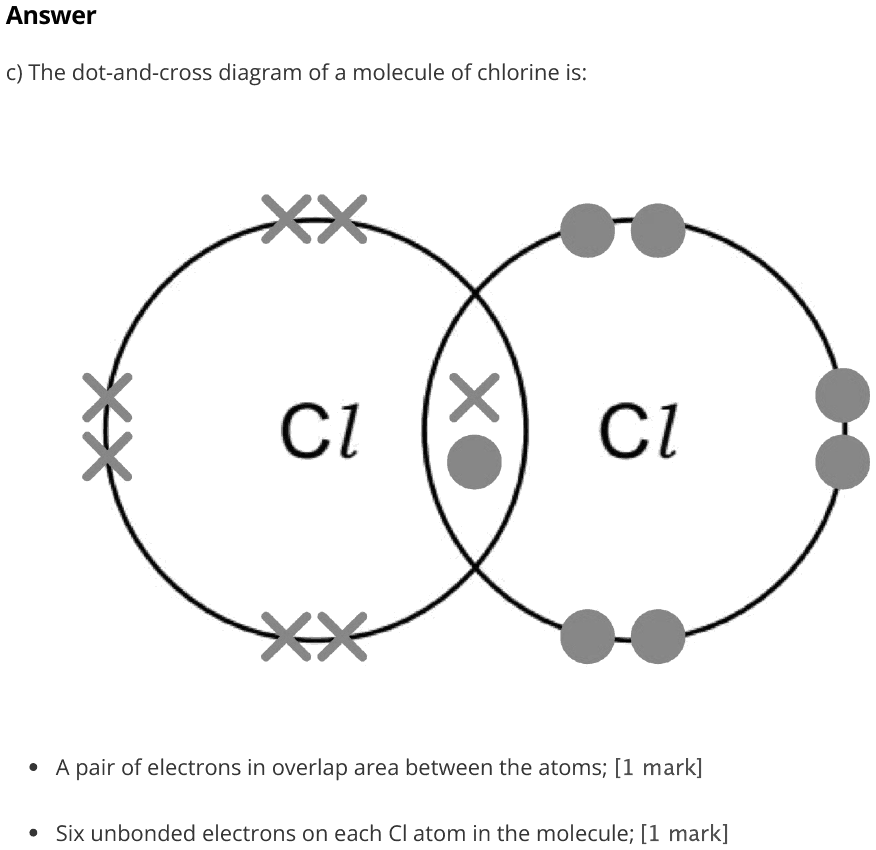 Answer
c) The dot-and-cross diagram of a molecule of chlorine is:
Cl Cl
• A pair of electrons in overlap area between the atoms; [1 mark]
• Six unbonded electrons on each Cl atom in the molecule; [1 mark]